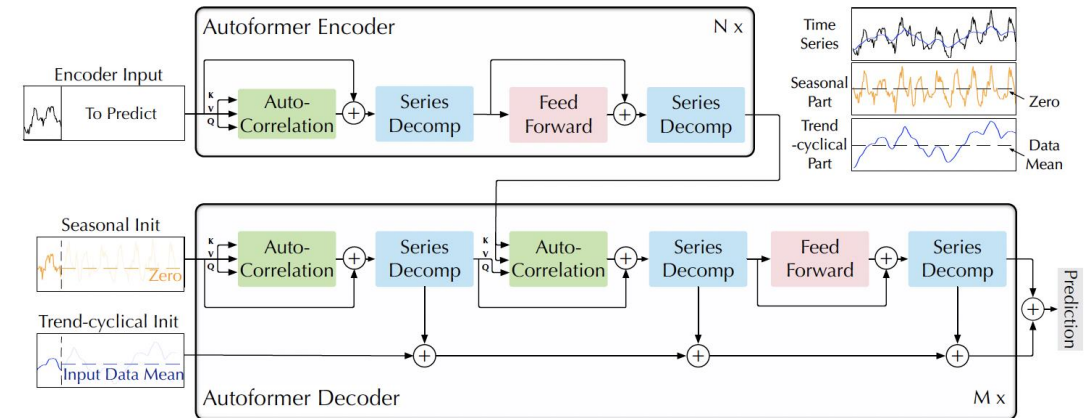 Autoformer Encoder
N x
Encoder Input
To Predict
K
V
Q
Auto-
Correlation
Series
Decomp
Feed
Forward
Series
Decomp
Time
Series
Seasonal
Part
Zero
Trend
-cyclical
Part
Data
Mean
Seasonal Init
Zero
K
V
Q
Auto-
Correlation
Series
Decomp
K
V
Q
Auto-
Correlation
Series
Decomp
Feed
Forward
Series
Decomp
Prediction
Trend-cyclical Init
Input Data Mean
Autoformer Decoder
M x